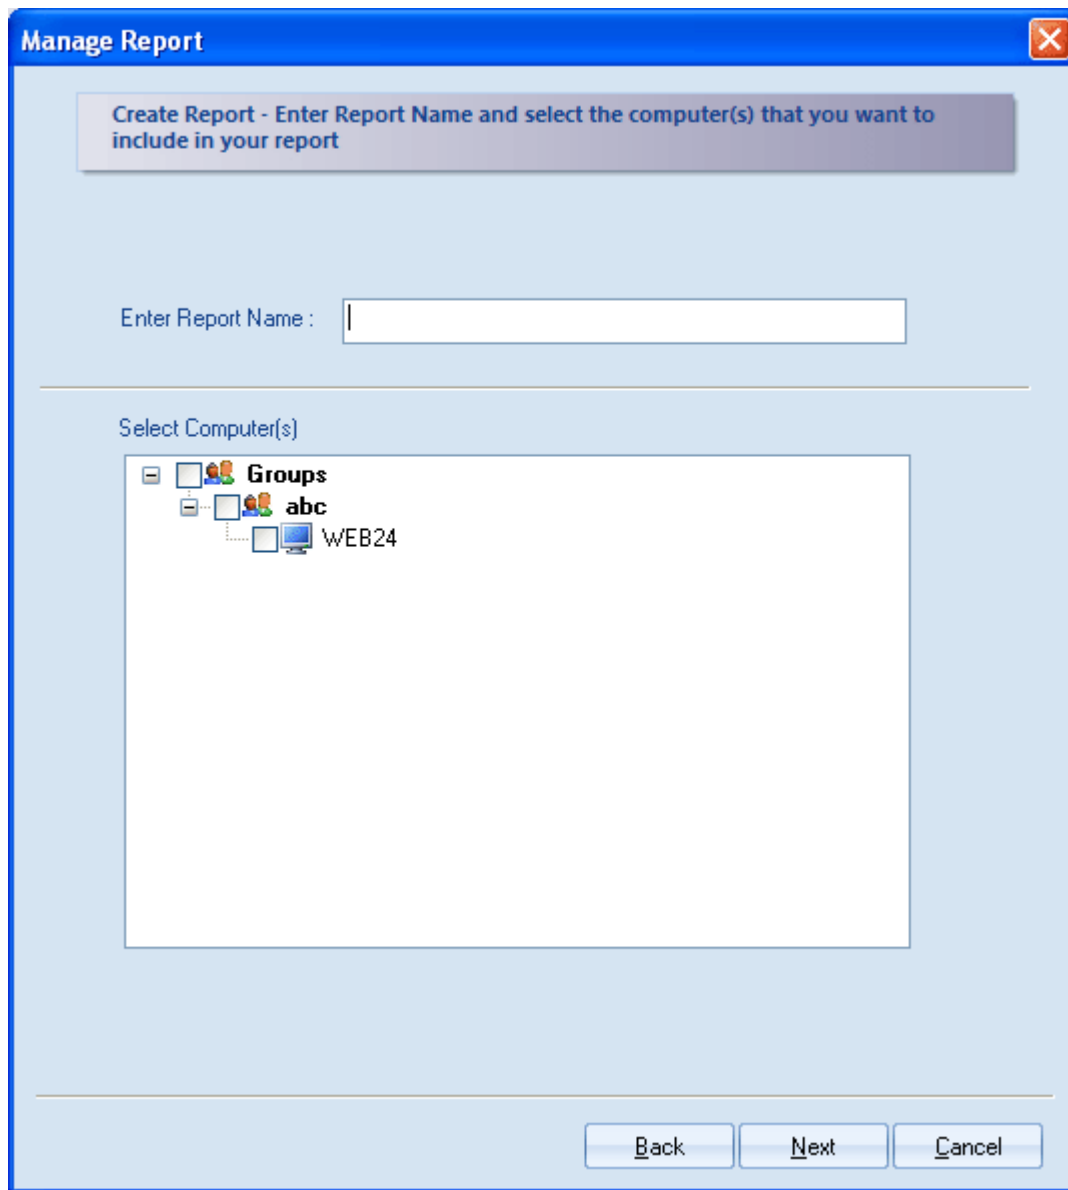 Manage Report
Create Report - Enter Report Name and select the computer(s) that you want to
include in your report
Enter Report Name :
Select Computer(s)
Groups
abc
WEB24
Back Next Cancel